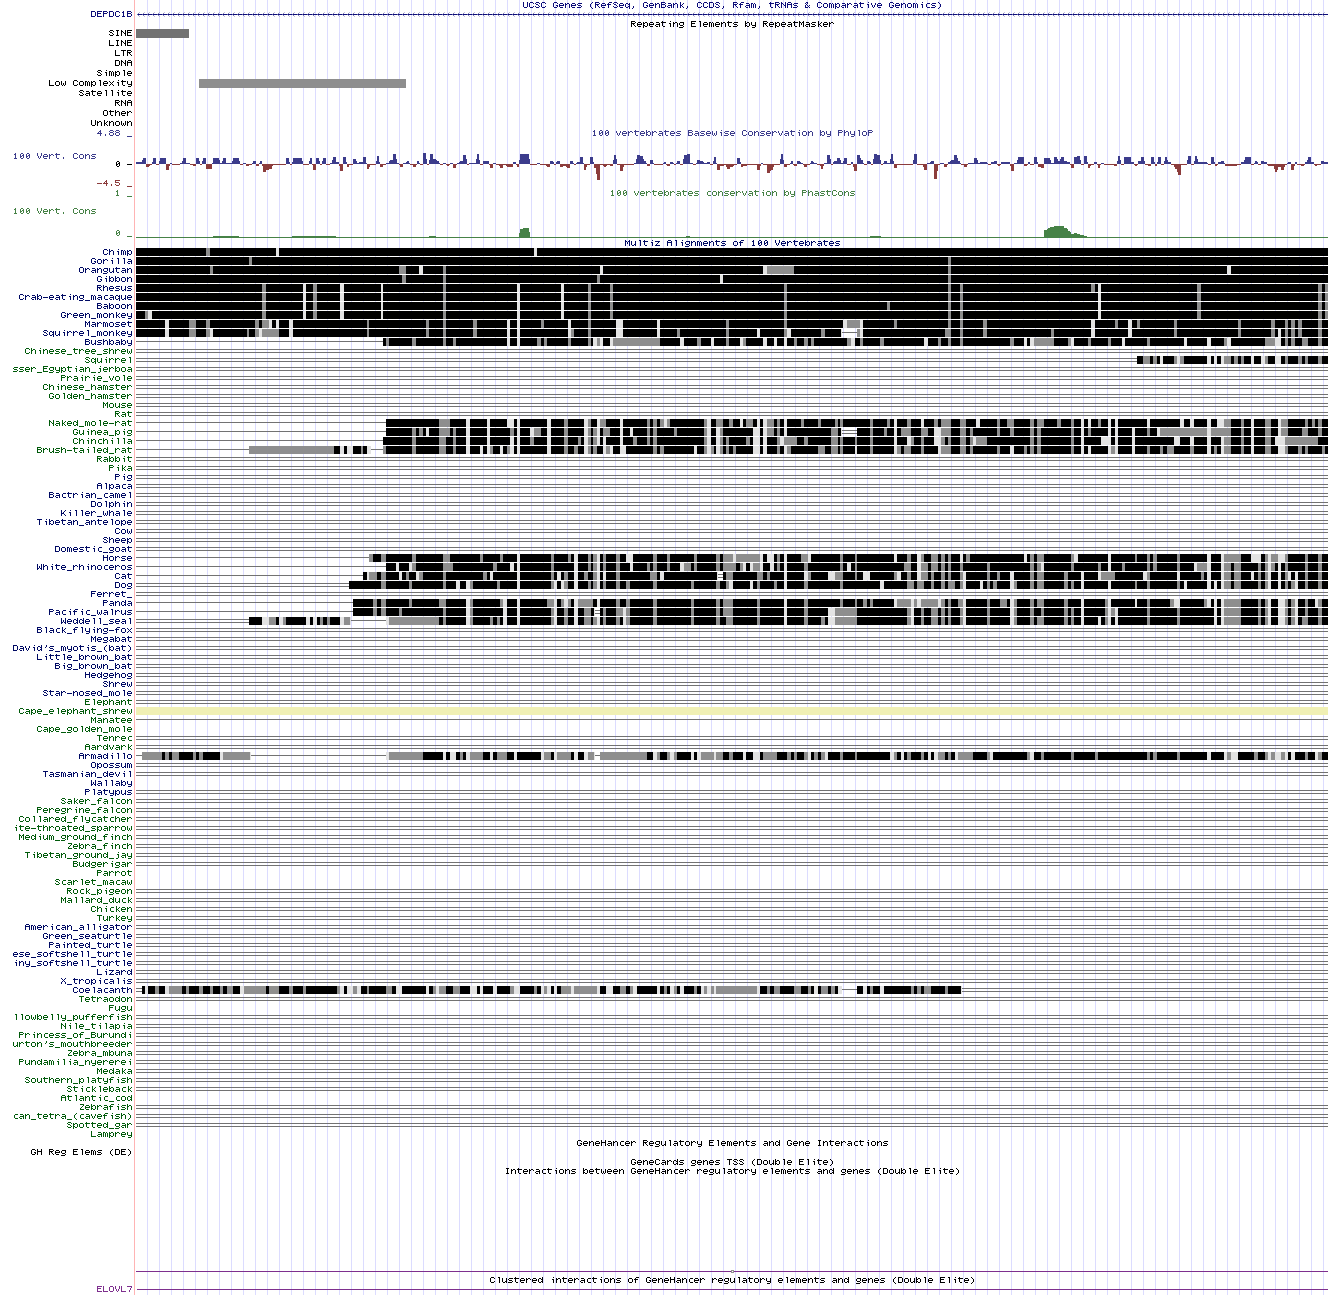 UCSC Genes (RefSeq, GenBank, CCDS, Rfam, tRNAs & Comparative Genomics)
DEPDC1B
Repeating Elements by RepeatMasker
SINE
LINE
LTR
DNA
Simple
Low Complexity
Satellite
RNA
Other
Unknown
4.88 _
100 vertebrates Basewise Conservation by PhyloP
100 Vert. Cons
0 _
-4.5 _
1 _
100 vertebrates conservation by PhastCons
100 Vert. Cons
0 _
Multiz Alignments of 100 Vertebrates
Chimp
Gorilla
Orangutan
Gibbon
Rhesus
Crab-eating_macaque
Baboon
Green_monkey
Marmoset
Squirrel_monkey
Bushbaby
Chinese_tree_shrew
Squirrel
sser_Egyptian_jerboa
Prairie_vole
Chinese_hamster
Golden_hamster
Mouse
Rat
Naked_mole-rat
Guinea_pig
Chinchilla
Brush-tailed_rat
Rabbit
Pika
Pig
Alpaca
Bactrian_camel
Dolphin
Killer_whale
Tibetan_antelope
Cow
Sheep
Domestic_goat
Horse
White_rhinoceros
Cat
Dog
Ferret_
Panda
Pacific_walrus
Weddell_seal
Black_flying-fox
Megabat
David's_myotis_(bat)
Little_brown_bat
Big_brown_bat
Hedgehog
Shrew
Star-nosed_mole
Elephant
Cape_elephant_shrew
Manatee
Cape_golden_mole
Tenrec
Aardvark
Armadillo
Opossum
Tasmanian_devil
Wallaby
Platypus
Saker_falcon
Peregrine_falcon
Collared_flycatcher
ite-throated_sparrow
Medium_ground_finch
Zebra_finch
Tibetan_ground_jay
Budgerigar
Parrot
Scarlet_macaw
Rock_pigeon
Mallard_duck
Chicken
Turkey
American_alligator
Green_seaturtle
Painted_turtle
ese_softshell_turtle
iny_softshell_turtle
Lizard
X_tropicalis
Coelacanth
Tetraodon
Fugu
llowbelly_pufferfish
Nile_tilapia
Princess_of_Burundi
urton's_mouthbreeder
Zebra_mbuna
Pundamilia_nyererei
Medaka
Southern_platyfish
Stickleback
Atlantic_cod
Zebrafish
can_tetra_(cavefish)
Spotted_gar
Lamprey
GeneHancer Regulatory Elements and Gene Interactions
GH Reg Elems (DE)
GeneCards genes TSS (Double Elite)
Interactions between GeneHancer regulatory elements and genes (Double Elite)
Clustered interactions of GeneHancer regulatory elements and genes (Double Elite)
ELOVL7